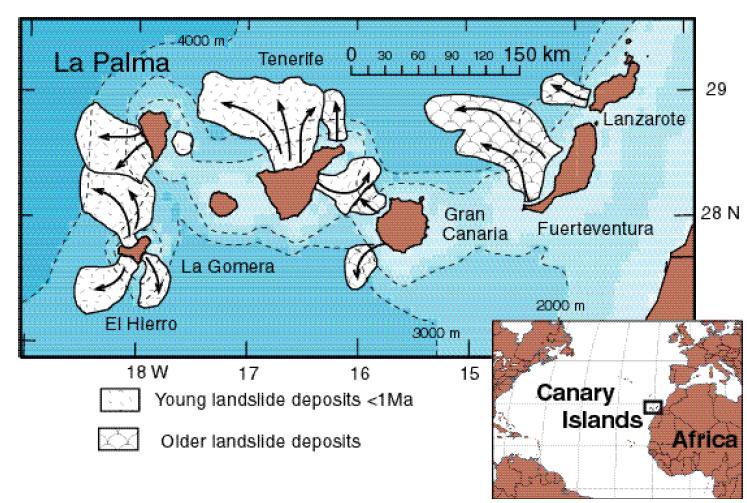 4000 m
La Palma
Tenerife
0 30 60 90 120 150 km
29
Lanzarote
Gran
Canaria
Fuerteventura
28 N
La Gomera
El Hierro
2000 m
3000 m
18 W 17 16 15
Young landslide deposits <1Ma
Older landslide deposits
Canary
Islands
Africa